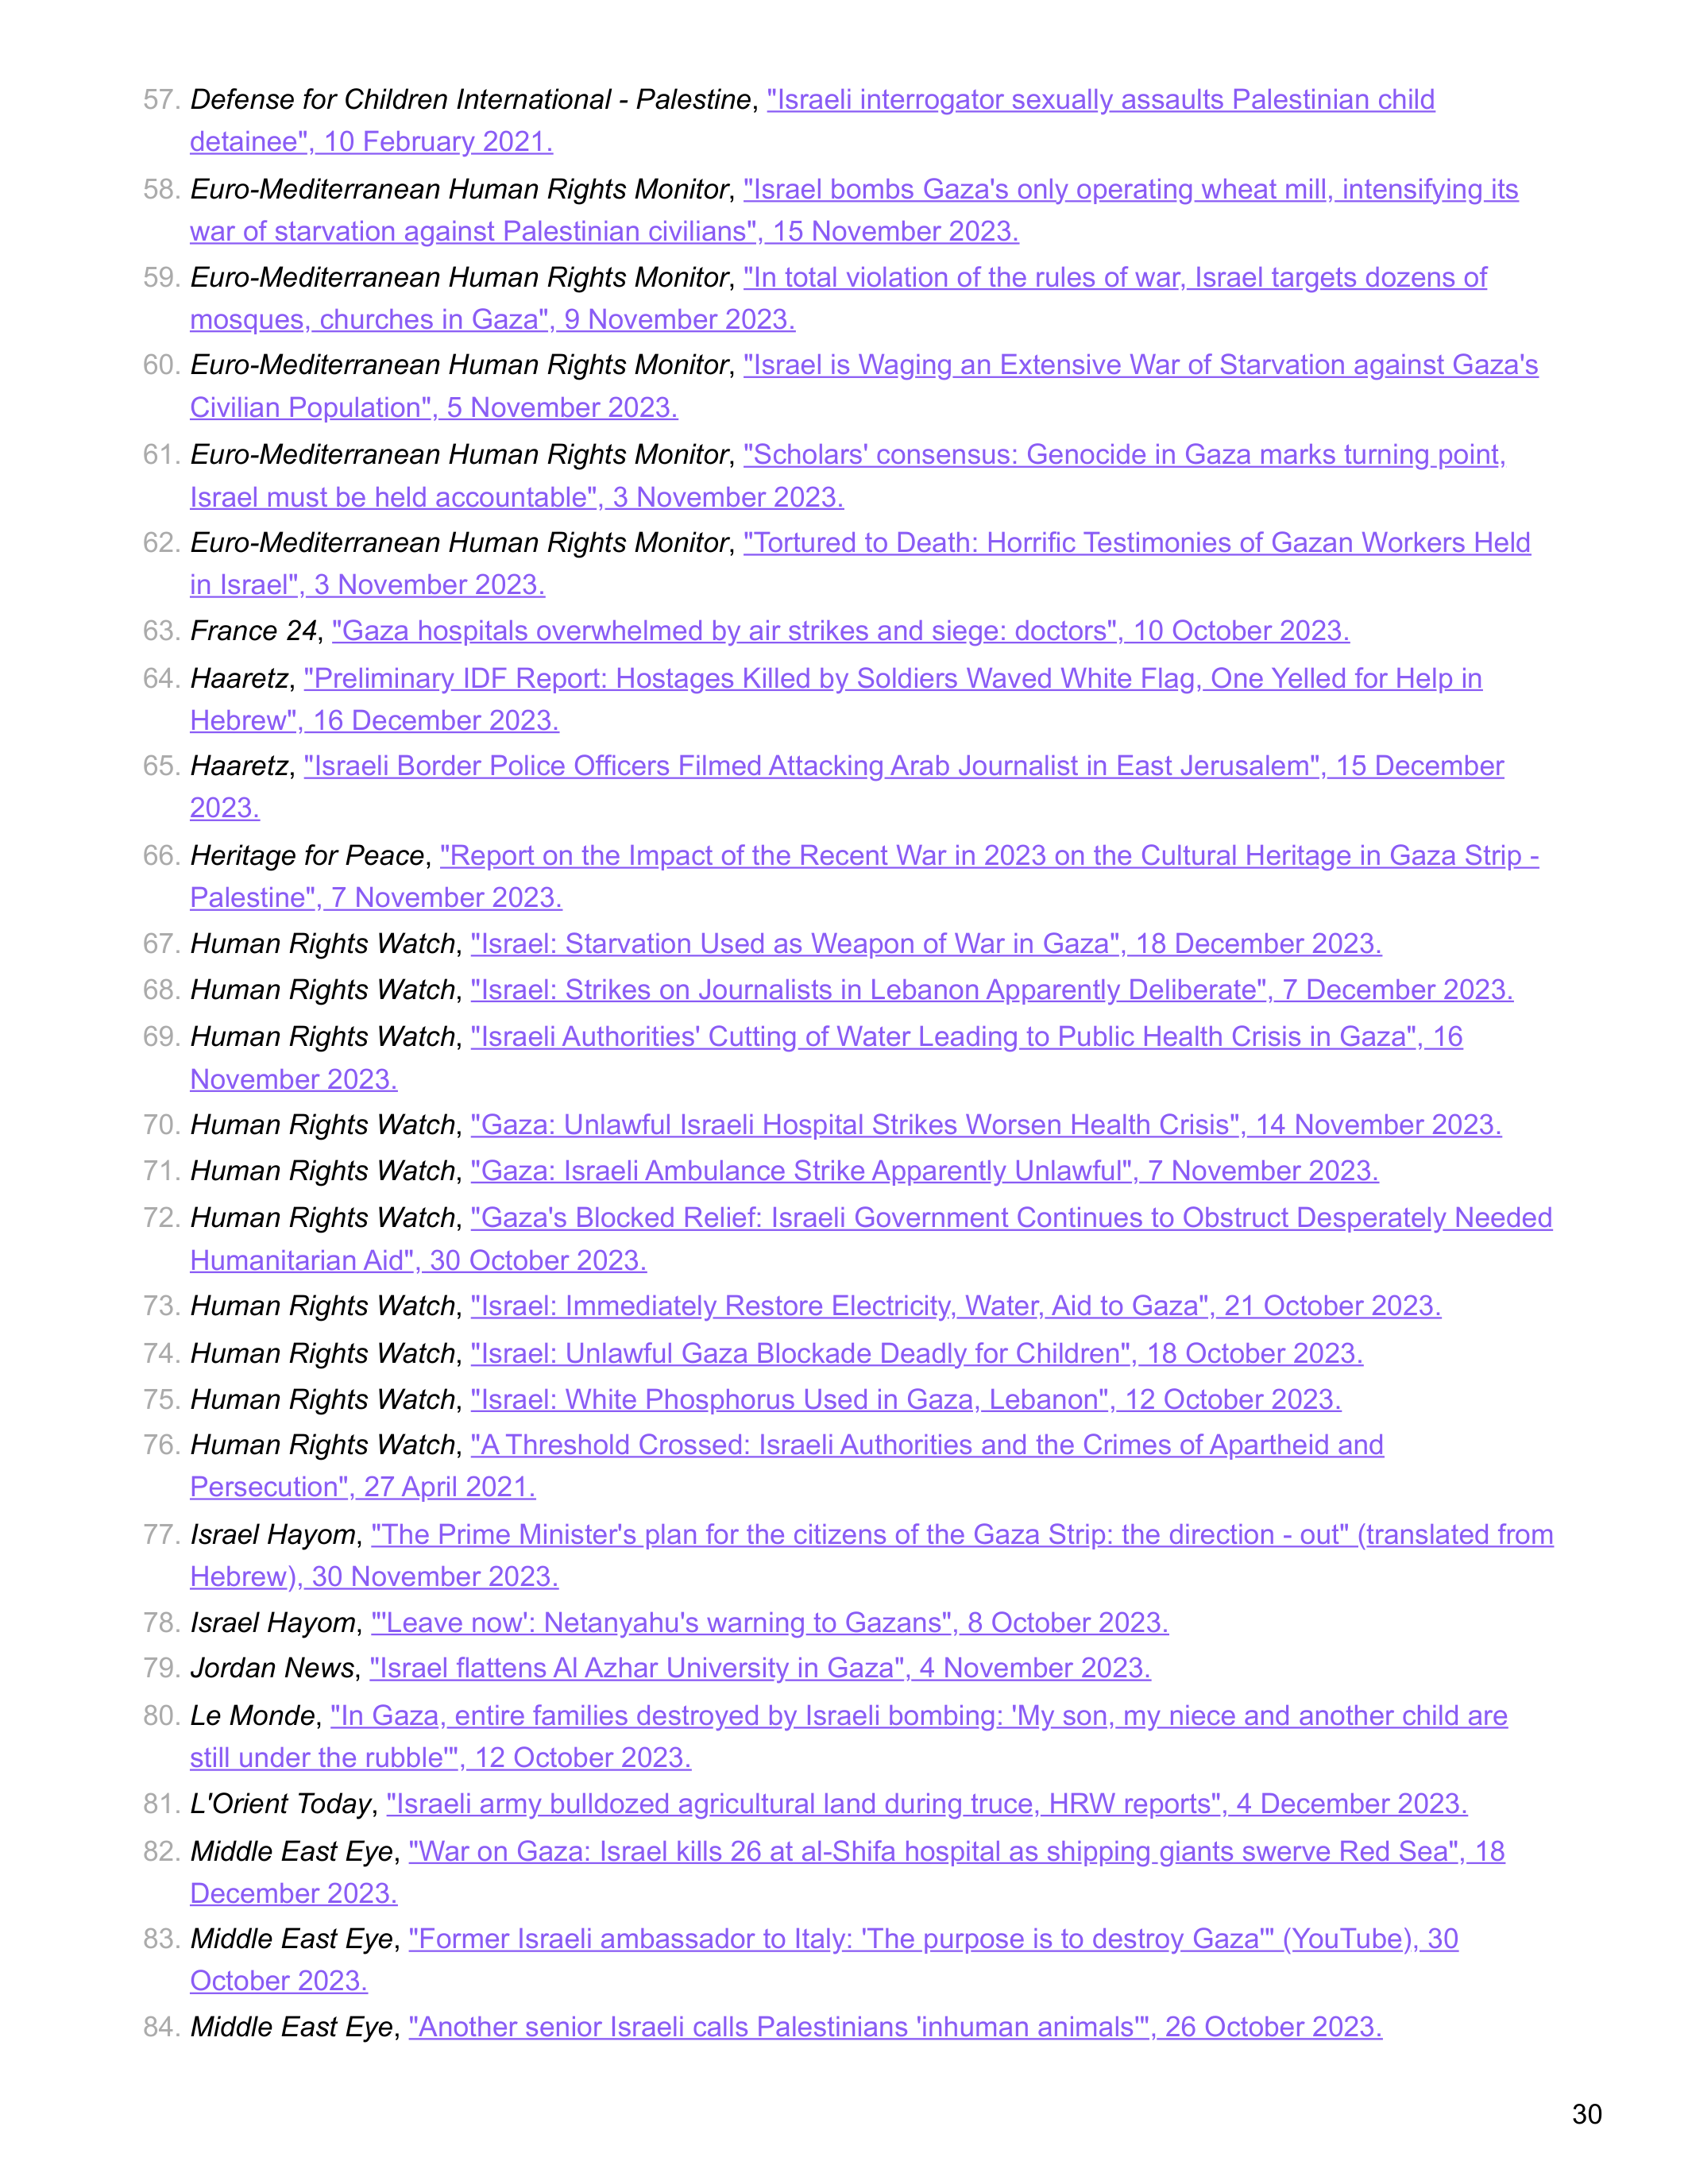 57. Defense for Children International - Palestine, "Israeli interrogator sexually assaults Palestinian child
detainee", 10 February 2021.
58. Euro-Mediterranean Human Rights Monitor, "Israel bombs Gaza's only operating wheat mill, intensifying its
war of starvation against Palestinian civilians", 15 November 2023.
59. Euro-Mediterranean Human Rights Monitor, "In total violation of the rules of war, Israel targets dozens of
mosques, churches in Gaza", 9 November 2023.
60. Euro-Mediterranean Human Rights Monitor, "Israel is Waging an Extensive War of Starvation against Gaza's
Civilian Population", 5 November 2023.
61. Euro-Mediterranean Human Rights Monitor, "Scholars' consensus: Genocide in Gaza marks turning point,
Israel must be held accountable", 3 November 2023.
62. Euro-Mediterranean Human Rights Monitor, "Tortured to Death: Horrific Testimonies of Gazan Workers Held
in Israel", 3 November 2023.
63. France 24, "Gaza hospitals overwhelmed by air strikes and siege: doctors", 10 October 2023.
64. Haaretz, "Preliminary IDF Report: Hostages Killed by Soldiers Waved White Flag, One Yelled for Help in
Hebrew", 16 December 2023.
65. Haaretz, "Israeli Border Police Officers Filmed Attacking Arab Journalist in East Jerusalem", 15 December
2023.
66. Heritage for Peace, "Report on the Impact of the Recent War in 2023 on the Cultural Heritage in Gaza Strip -
Palestine", 7 November 2023.
67. Human Rights Watch, "Israel: Starvation Used as Weapon of War in Gaza", 18 December 2023.
68. Human Rights Watch, "Israel: Strikes on Journalists in Lebanon Apparently Deliberate", 7 December 2023.
69. Human Rights Watch, "Israeli Authorities' Cutting of Water Leading to Public Health Crisis in Gaza", 16
November 2023.
70. Human Rights Watch, "Gaza: Unlawful Israeli Hospital Strikes Worsen Health Crisis", 14 November 2023.
71. Human Rights Watch, "Gaza: Israeli Ambulance Strike Apparently Unlawful", 7 November 2023.
72. Human Rights Watch, "Gaza's Blocked Relief: Israeli Government Continues to Obstruct Desperately Needed
Humanitarian Aid", 30 October 2023.
73. Human Rights Watch, "Israel: Immediately Restore Electricity, Water, Aid to Gaza", 21 October 2023.
74. Human Rights Watch, "Israel: Unlawful Gaza Blockade Deadly for Children", 18 October 2023.
75. Human Rights Watch, "Israel: White Phosphorus Used in Gaza, Lebanon", 12 October 2023.
76. Human Rights Watch, "A Threshold Crossed: Israeli Authorities and the Crimes of Apartheid and
Persecution", 27 April 2021.
77. Israel Hayom, "The Prime Minister's plan for the citizens of the Gaza Strip: the direction - out" (translated from
Hebrew), 30 November 2023.
78. Israel Hayom, "'Leave now': Netanyahu's warning to Gazans", 8 October 2023.
79. Jordan News, "Israel flattens Al Azhar University in Gaza", 4 November 2023.
80. Le Monde, "In Gaza, entire families destroyed by Israeli bombing: 'My son, my niece and another child are
still under the rubble'", 12 October 2023.
81. L'Orient Today, "Israeli army bulldozed agricultural land during truce, HRW reports", 4 December 2023.
82. Middle East Eye, "War on Gaza: Israel kills 26 at al-Shifa hospital as shipping giants swerve Red Sea", 18
December 2023.
83. Middle East Eye, "Former Israeli ambassador to Italy: 'The purpose is to destroy Gaza'" (YouTube), 30
October 2023.
84. Middle East Eye, "Another senior Israeli calls Palestinians 'inhuman animals'", 26 October 2023.
30